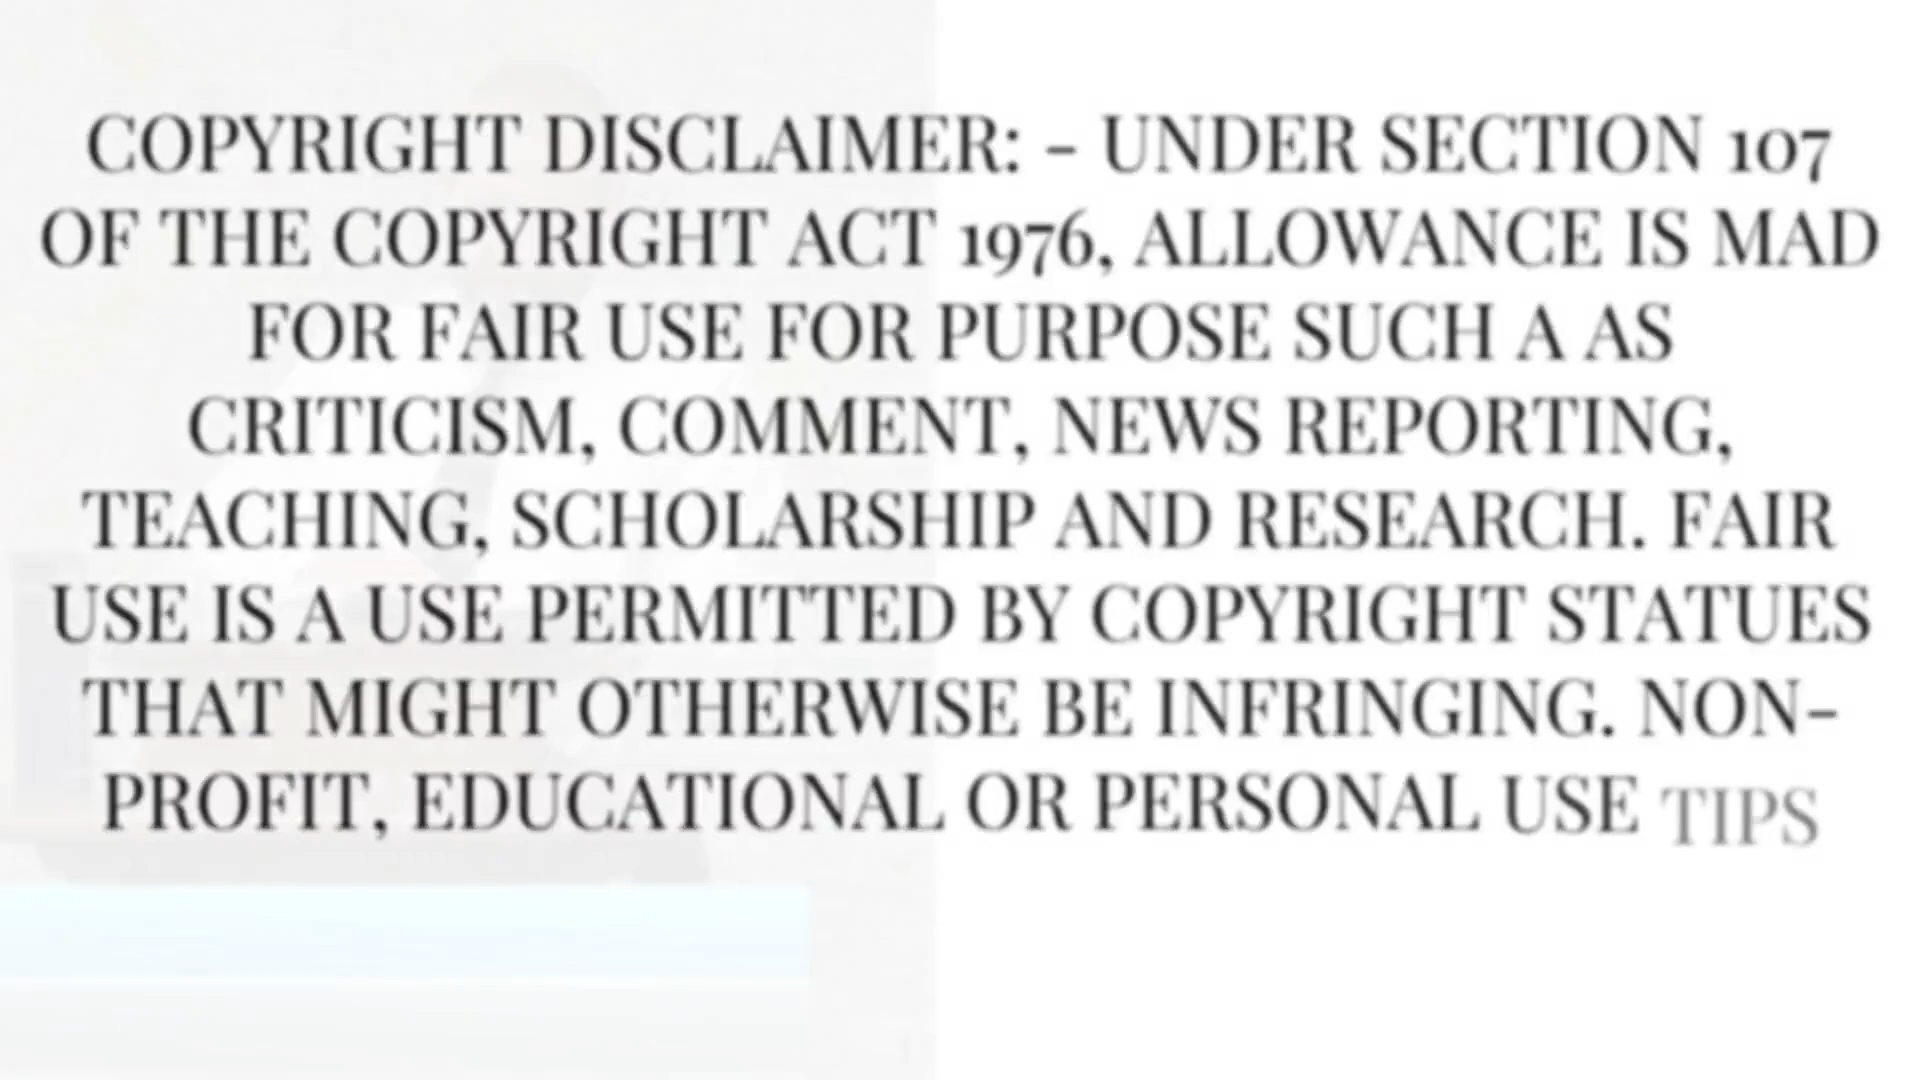 COPYRIGHT DISCLAIMER: - UNDER SECTION 107
OF THE COPYRIGHT ACT 1976, ALLOWANCE IS MAD
FOR FAIR USE FOR PURPOSE SUCH A AS
CRITICISM, COMMENT, NEWS REPORTING,
TEACHING, SCHOLARSHIP AND RESEARCH. FAIR
USE IS A USE PERMITTED BY COPYRIGHT STATUES
THAT MIGHT OTHERWISE BE INFRINGING. NON-
PROFIT, EDUCATIONAL OR PERSONAL USE TIPS